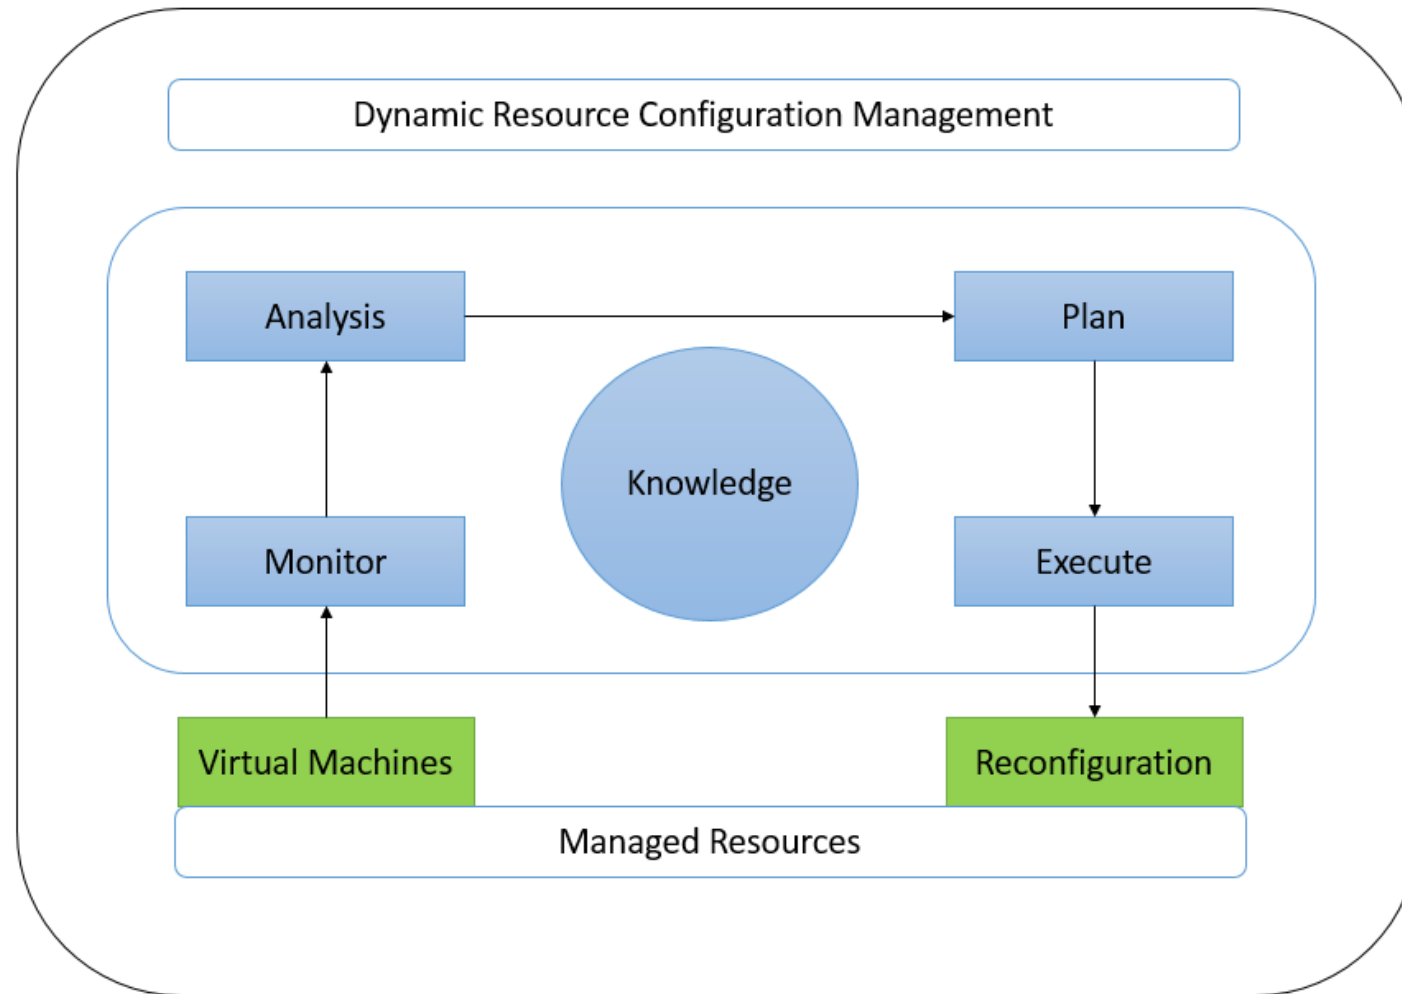 Dynamic Resource Configuration Management
Analysis
Plan
Knowledge
Monitor
Execute
Virtual Machines
Reconfiguration
Managed Resources